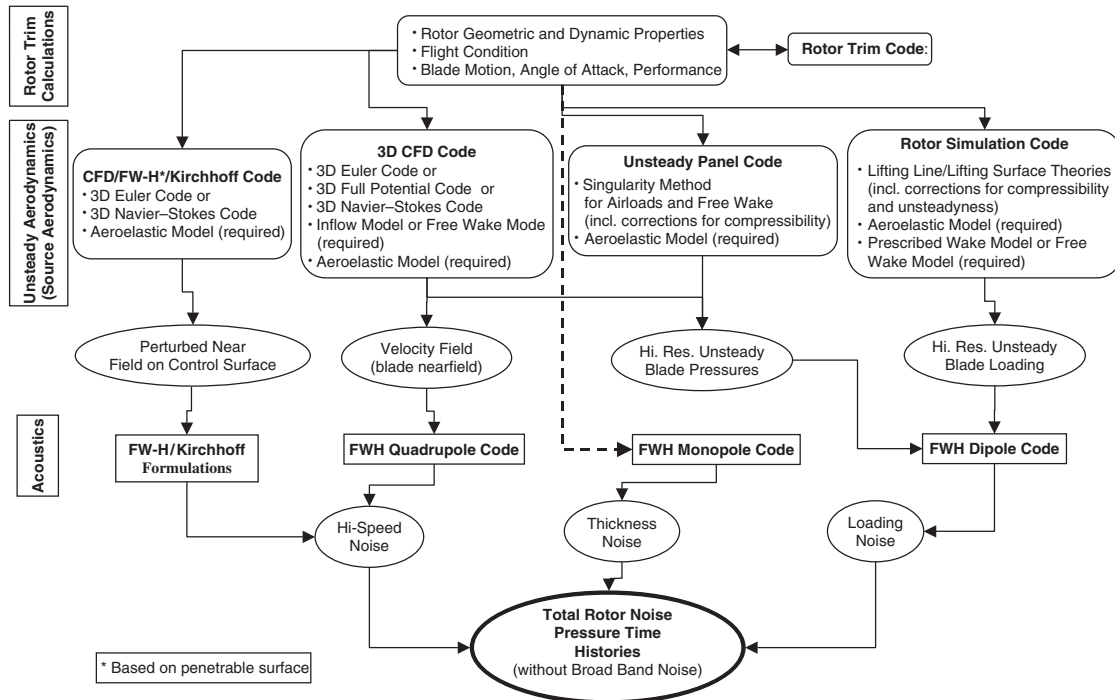 Rotor Trim
Calculations
• Rotor Geometric and Dynamic Properties
• Flight Condition
• Blade Motion, Angle of Attack, Performance
Rotor Trim Code:
Unsteady Aerodynamics
(Source Aerodynamics)
CFD/FW-H*/Kirchhoff Code
• 3D Euler Code or
• 3D Navier–Stokes Code
• Aeroelastic Model (required)
3D CFD Code
• 3D Euler Code or
• 3D Full Potential Code or
• 3D Navier–Stokes Code
• Inflow Model or Free Wake Mode
(required)
• Aeroelastic Model (required)
Unsteady Panel Code
• Singularity Method
for Airloads and Free Wake
(incl. corrections for compressibility)
• Aeroelastic Model (required)
Rotor Simulation Code
• Lifting Line/Lifting Surface Theories
(incl. corrections for compressibility
and unsteadyness)
• Aeroelastic Model (required)
• Prescribed Wake Model or Free
Wake Model (required)
Perturbed Near
Field on Control Surface
Velocity Field
(blade nearfield)
Hi. Res. Unsteady
Blade Pressures
Hi. Res. Unsteady
Blade Loading
Acoustics
FW-H/Kirchhoff
Formulations
FWH Quadrupole Code
FWH Monopole Code
FWH Dipole Code
Hi-Speed
Noise
Thickness
Noise
Loading
Noise
Total Rotor Noise
Pressure Time
Histories
(without Broad Band Noise)
* Based on penetrable surface